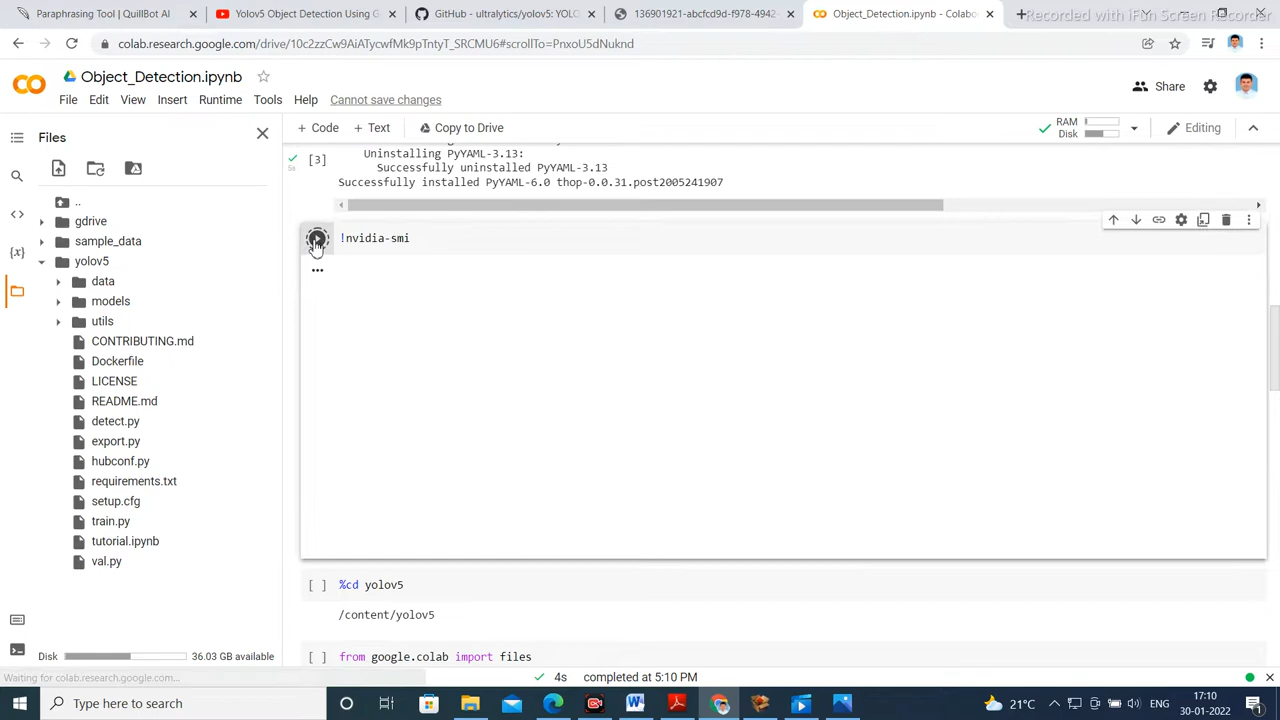 Paraphrasing Tool | QuillBot AI
Yolov5 Object Detection Using G
GitHub - ultralytics/yolov5: YOLO
136901921-abcfcd9d-f978-4942-
Object_Detection.ipynb - Colabo
Recorded with iFun Screen Recorder
colab.research.google.com/drive/10c2zzCw9AiATycwfMk9pTntyT_SRCMU6#scrollTo=PnxoU5dNuknd
Object_Detection.ipynb
Share
File Edit View Insert Runtime Tools Help Cannot save changes
Files
+ Code + Text Copy to Drive
RAM
Disk
Editing
..
gdrive
sample_data
yolov5
data
models
utils
CONTRIBUTING.md
Dockerfile
LICENSE
README.md
detect.py
export.py
hubconf.py
requirements.txt
setup.cfg
train.py
tutorial.ipynb
val.py
Disk 36.03 GB available
[3] Uninstalling PyYAML-3.13:
5s
Successfully uninstalled PyYAML-3.13
Successfully installed PyYAML-6.0 thop-0.0.31.post2005241907
!nvidia-smi
[ ] %cd yolov5
/content/yolov5
[ ] from google.colab import files
Waiting for colab.research.google.com...
4s completed at 5:10 PM
Type here to search
21°C
ENG
17:10
30-01-2022